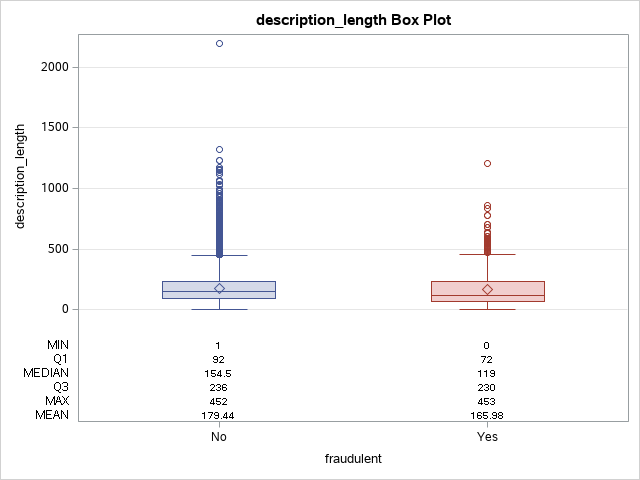 description_length Box Plot
description_length
2000
1500
1000
500
0
MIN 1 0
Q1 92 72
MEDIAN 154.5 119
Q3 236 230
MAX 452 453
MEAN 179.44 165.98
No Yes
fraudulent